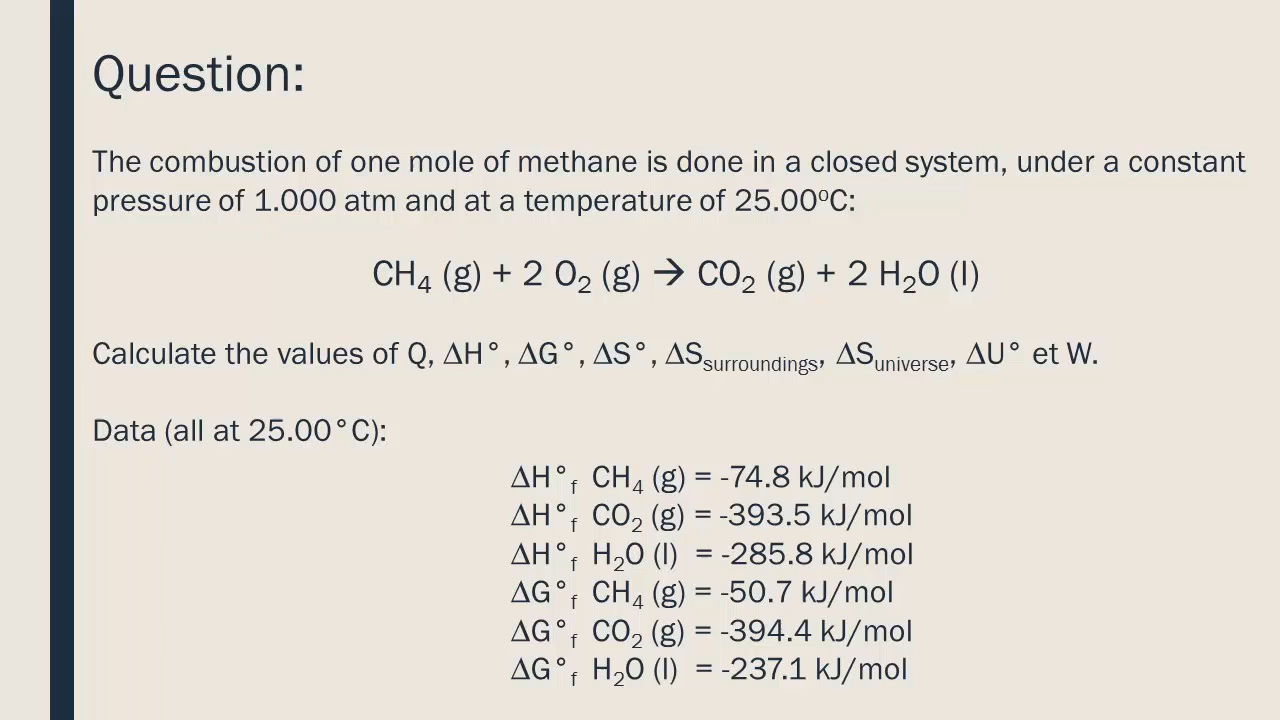 Question:
The combustion of one mole of methane is done in a closed system, under a constant
pressure of 1.000 atm and at a temperature of 25.00ºC:
CH₄ (g) + 2 O₂ (g) → CO₂ (g) + 2 H₂O (l)
Calculate the values of Q, ΔH°, ΔG°, ΔS°, ΔSsurroundings, ΔSuniverse, ΔU° et W.
Data (all at 25.00°C):
ΔH°f CH₄ (g) = -74.8 kJ/mol
ΔH°f CO₂ (g) = -393.5 kJ/mol
ΔH°f H₂O (l) = -285.8 kJ/mol
ΔG°f CH₄ (g) = -50.7 kJ/mol
ΔG°f CO₂ (g) = -394.4 kJ/mol
ΔG°f H₂O (l) = -237.1 kJ/mol